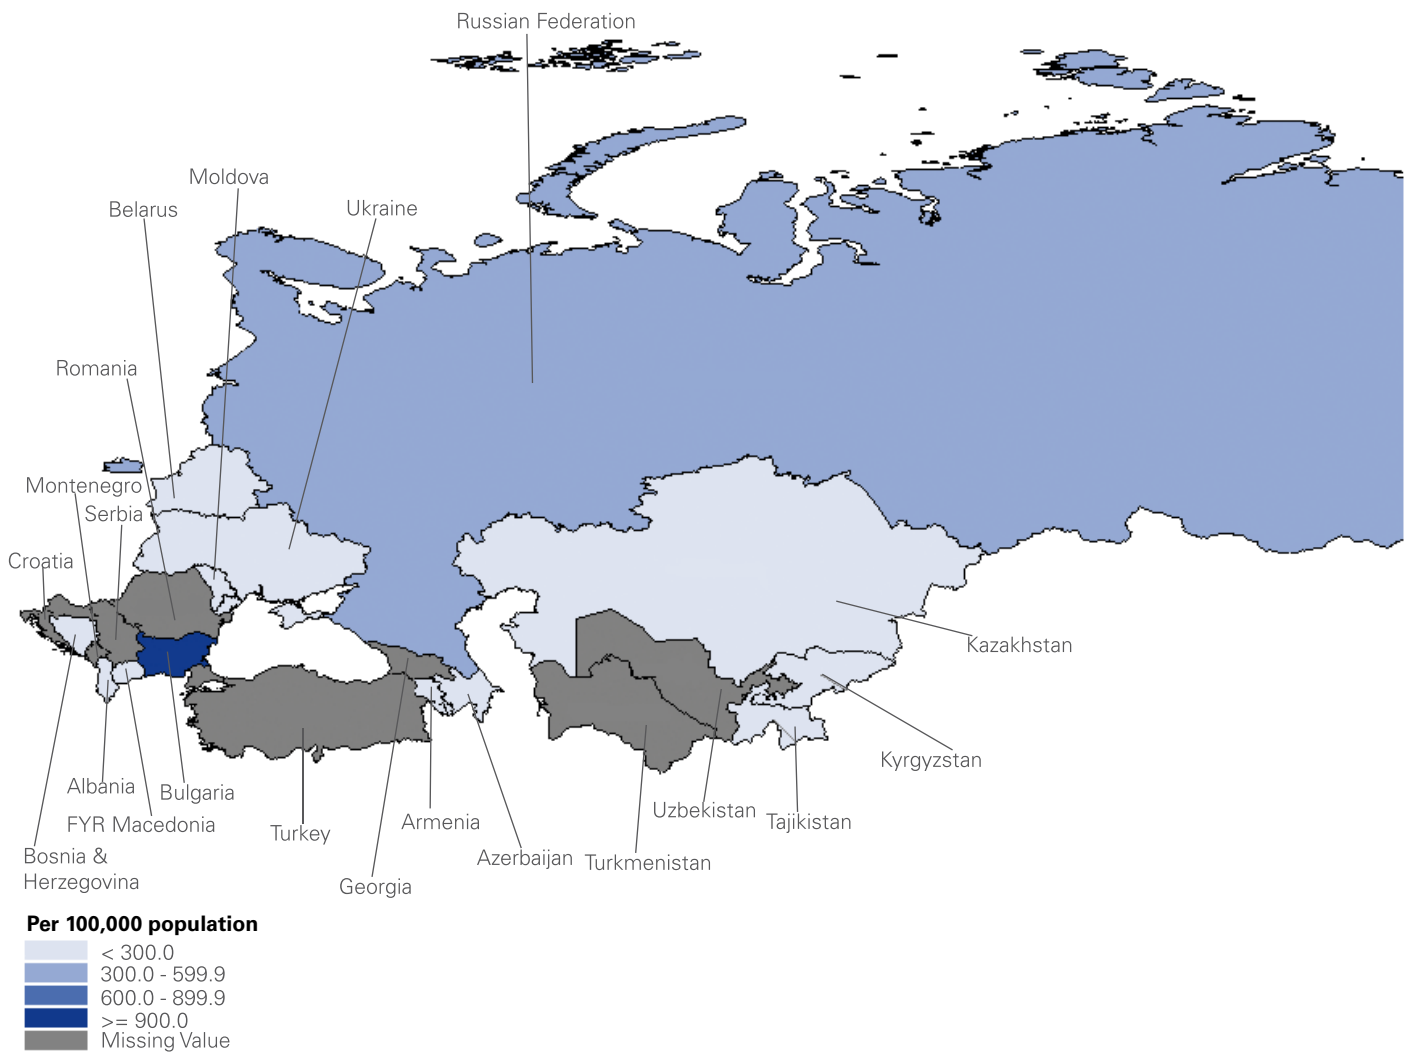 Russian Federation
Moldova
Belarus
Ukraine
Romania
Montenegro
Serbia
Croatia
Kazakhstan
Kyrgyzstan
Albania
Bulgaria
Uzbekistan
Tajikistan
FYR Macedonia
Turkey
Armenia
Bosnia &
Herzegovina
Azerbaijan
Turkmenistan
Georgia
Per 100,000 population
< 300.0
300.0 - 599.9
600.0 - 899.9
>= 900.0
Missing Value